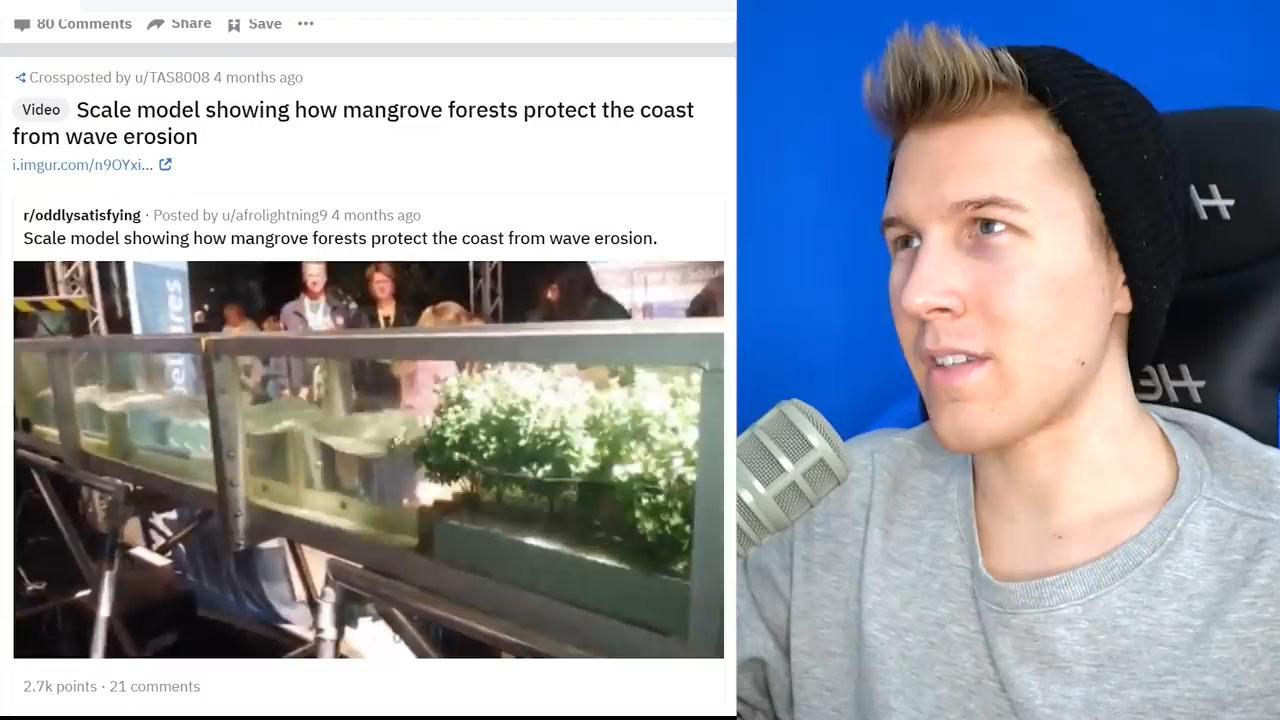 80 Comments Share Save
Crossposted by u/TAS8008 4 months ago
Video Scale model showing how mangrove forests protect the coast
from wave erosion
i.imgur.com/n9OYxi...
r/oddlysatisfying · Posted by u/afrolightning9 4 months ago
Scale model showing how mangrove forests protect the coast from wave erosion.
2.7k points · 21 comments